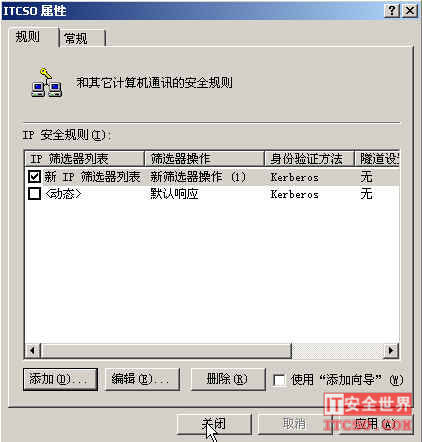 ITCSO 属性
规则 常规
和其它计算机通讯的安全规则
IP 安全规则(I):
IP 筛选器列表 筛选器操作 身份验证方法 隧道设
新 IP 筛选器列表 新筛选器操作 (1) Kerberos 无
<动态> 默认响应 Kerberos 无
添加(D)... 编辑(E)... 删除(R) 使用“添加向导”(W)
IT安全世界
关闭 取消 应用(A)
ITCSO.COM